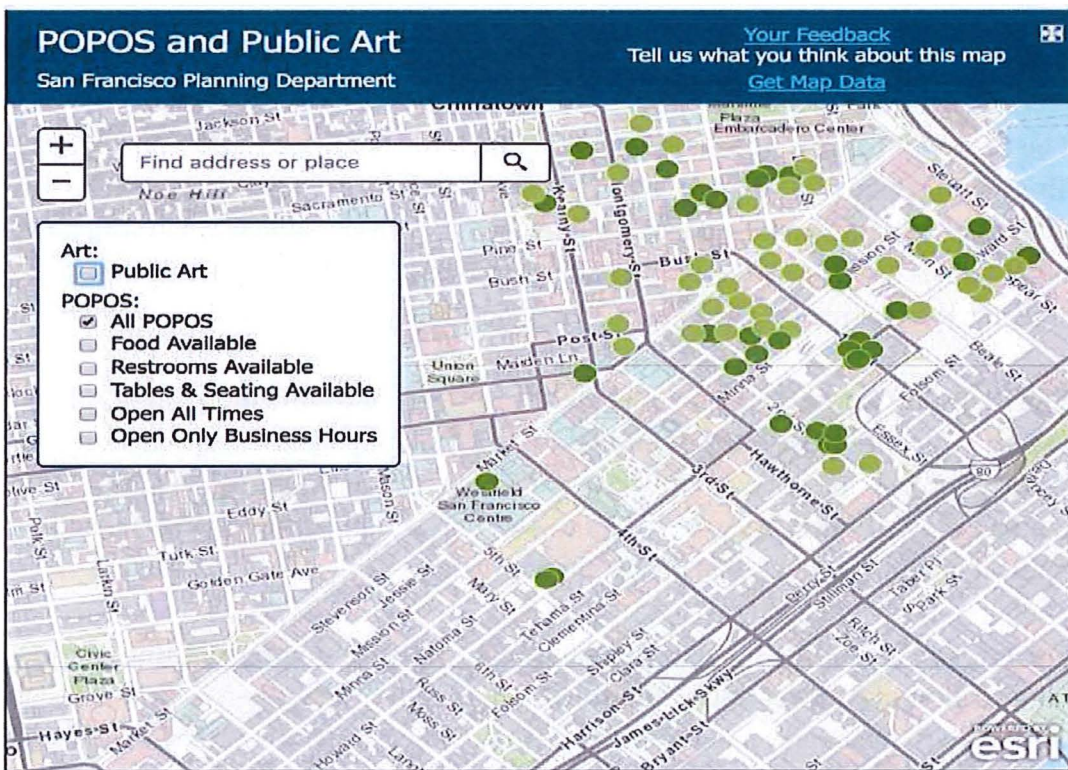 POPOS and Public Art
San Francisco Planning Department
Your Feedback
Tell us what you think about this map
Get Map Data
+
−
Find address or place
Art:
Public Art
POPOS:
All POPOS
Food Available
Restrooms Available
Tables & Seating Available
Open All Times
Open Only Business Hours
Chinatown
Plaza
Embarcadero Center
Jackson St
Sacramento St
Kearny St
Pine St
Bush St
Bush St
Post St
Maiden Ln
Union
Square
Steuart St
Main St
Spear St
Beale St
Folsom St
Essex St
80
Minna St
Hawthorne St
3rd St
Market St
Westfield
San Francisco
Centre
4th St
Mason St
Eddy St
Turk St
Golden Gate Ave
Polk St
Larkin St
5th St
Mary St
Stevenson St
Jessie St
Mission St
Minna St
Natoma St
Tehama St
Clementina St
Perry St
Stillman St
Taber Pl
S Park St
Ritch St
Zoe St
Shipley St
Clara St
6th St
Folsom St
Russ St
Moss St
Harrison St
James Lick Skwy
Bryant St
Howard St
Civic
Center
Plaza
Grove St
Hayes St
Market St
POWERED BY
esri